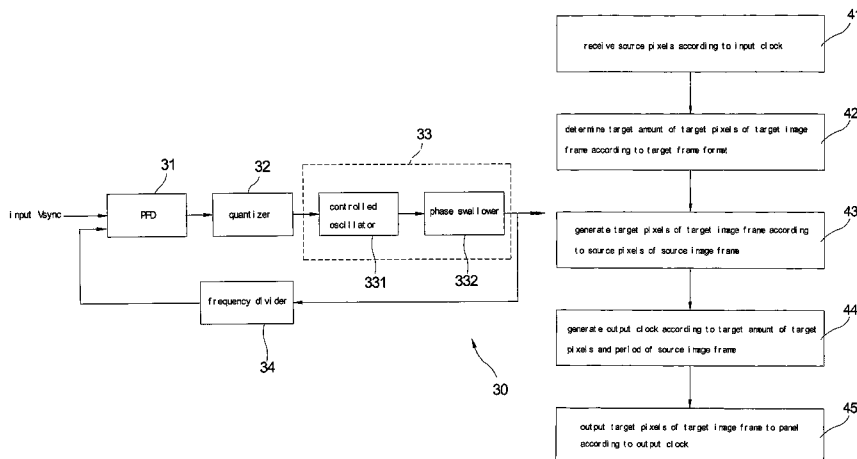 33
31
32
input Vsync
PFD
quantizer
controlled
oscillator
phase swallower
331
332
frequency divider
34
30
41
receive source pixels according to input clock
42
determine target amount of target pixels of target image
frame according to target frame format
43
generate target pixels of target image frame according
to source pixels of source image frame
44
generate output clock according to target amount of target
pixels and period of source image frame
45
output target pixels of target image frame to panel
according to output clock